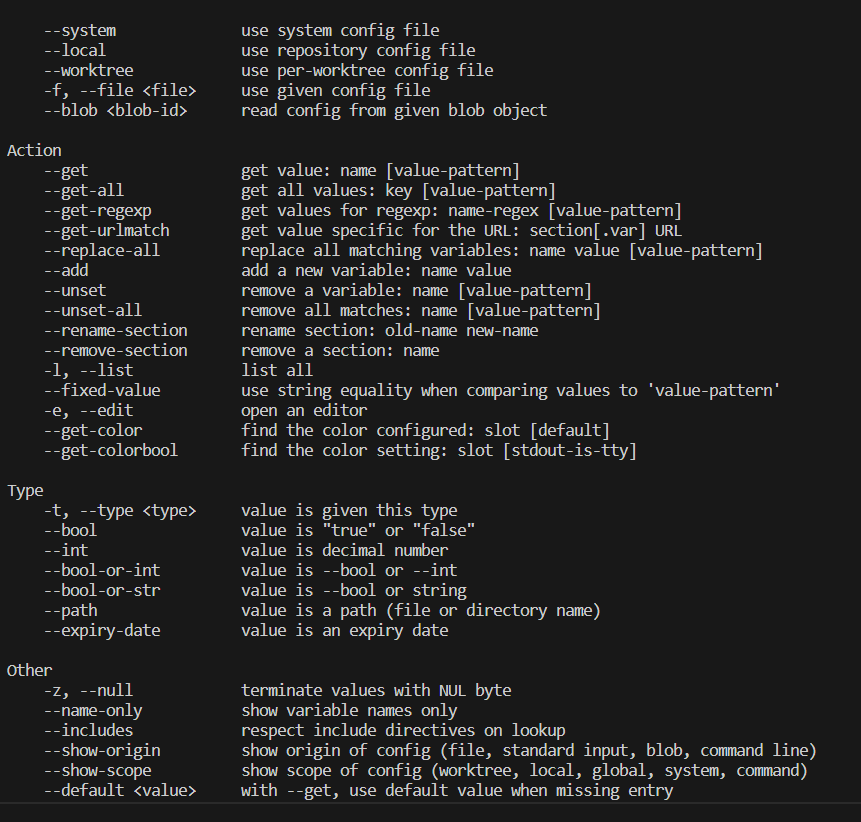 --system              use system config file
--local               use repository config file
--worktree            use per-worktree config file
-f, --file <file>     use given config file
--blob <blob-id>      read config from given blob object
Action
--get                 get value: name [value-pattern]
--get-all             get all values: key [value-pattern]
--get-regexp          get values for regexp: name-regex [value-pattern]
--get-urlmatch        get value specific for the URL: section[.var] URL
--replace-all         replace all matching variables: name value [value-pattern]
--add                 add a new variable: name value
--unset               remove a variable: name [value-pattern]
--unset-all           remove all matches: name [value-pattern]
--rename-section      rename section: old-name new-name
--remove-section      remove a section: name
-l, --list            list all
--fixed-value         use string equality when comparing values to 'value-pattern'
-e, --edit            open an editor
--get-color           find the color configured: slot [default]
--get-colorbool       find the color setting: slot [stdout-is-tty]
Type
-t, --type <type>     value is given this type
--bool                value is "true" or "false"
--int                 value is decimal number
--bool-or-int         value is --bool or --int
--bool-or-str         value is --bool or string
--path                value is a path (file or directory name)
--expiry-date         value is an expiry date
Other
-z, --null            terminate values with NUL byte
--name-only           show variable names only
--includes            respect include directives on lookup
--show-origin         show origin of config (file, standard input, blob, command line)
--show-scope          show scope of config (worktree, local, global, system, command)
--default <value>     with --get, use default value when missing entry